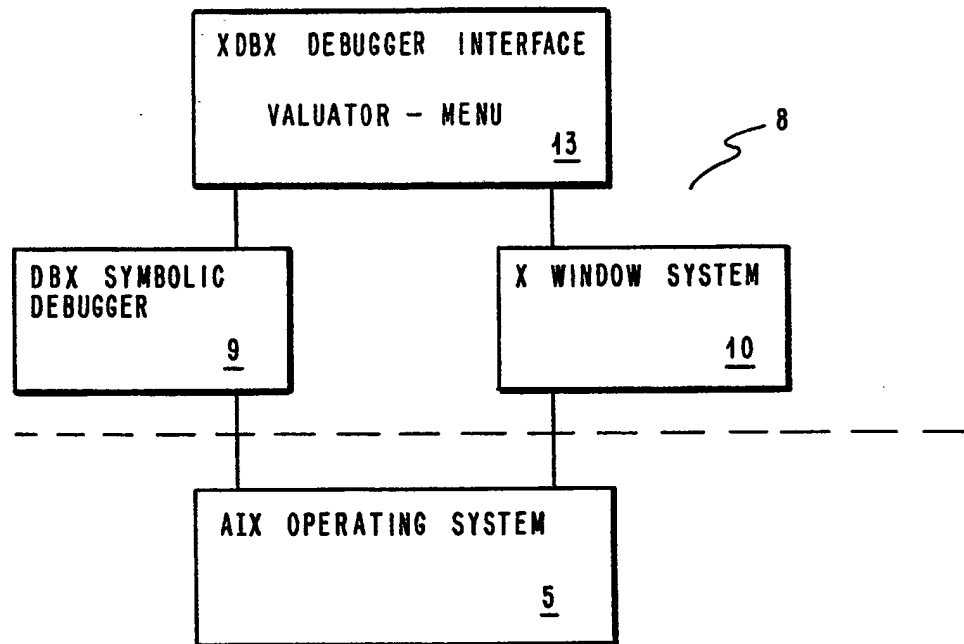 XDBX DEBUGGER INTERFACE
VALUATOR - MENU
13
8
DBX SYMBOLIC
DEBUGGER
9
X WINDOW SYSTEM
10
AIX OPERATING SYSTEM
5